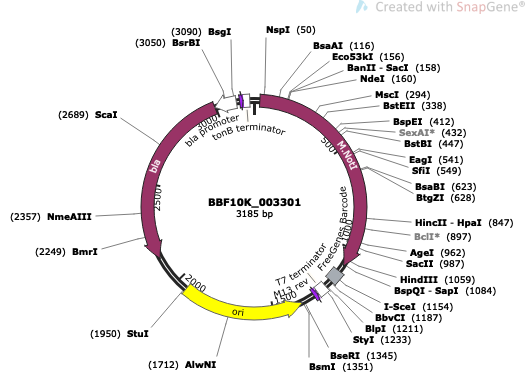 Created with SnapGene®
(3090) BsgI
(3050) BsrBI
NspI (50)
BsaAI (116)
Eco53kI (156)
BanII - SacI (158)
NdeI (160)
MscI (294)
BstEII (338)
BspEI (412)
SexAI* (432)
BstBI (447)
EagI (541)
SfiI (549)
BsaBI (623)
BtgZI (628)
HincII - HpaI (847)
BclI* (897)
AgeI (962)
SacII (987)
HindIII (1059)
BspQI - SapI (1084)
I-SceI (1154)
BbvCI (1187)
BlpI (1211)
StyI (1233)
BseRI (1345)
BsmI (1351)
(1712) AlwNI
(1950) StuI
(2249) BmrI
(2357) NmeAIII
(2689) ScaI
bla promoter
tonB terminator
M.NotI
FreeGenes Barcode
T7 terminator
M13 rev
ori
bla
500
1000
1500
2000
2500
3000
BBF10K_003301
3185 bp